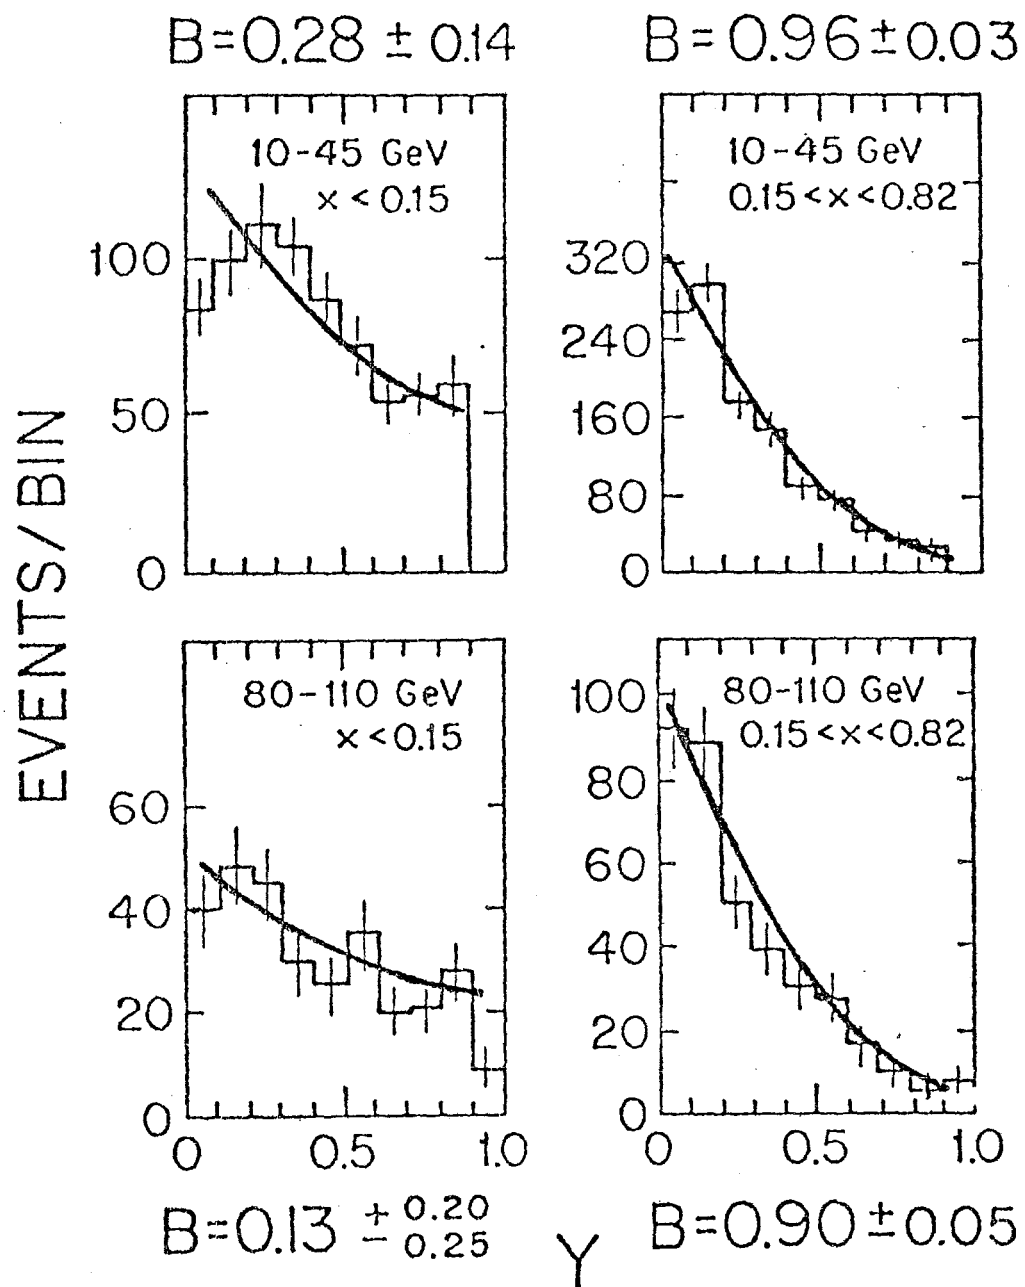 B=0.28 ± 0.14
B=0.96±0.03
10-45 GeV
x < 0.15
100
50
0
10-45 GeV
0.15<x<0.82
320
240
160
80
0
EVENTS/BIN
80-110 GeV
x <0.15
60
40
20
0
0
0.5
1.0
80-110 GeV
0.15<x<0.82
100
80
60
40
20
0
0
0.5
1.0
B=0.13 + 0.20
− 0.25
B=0.90±0.05
Y